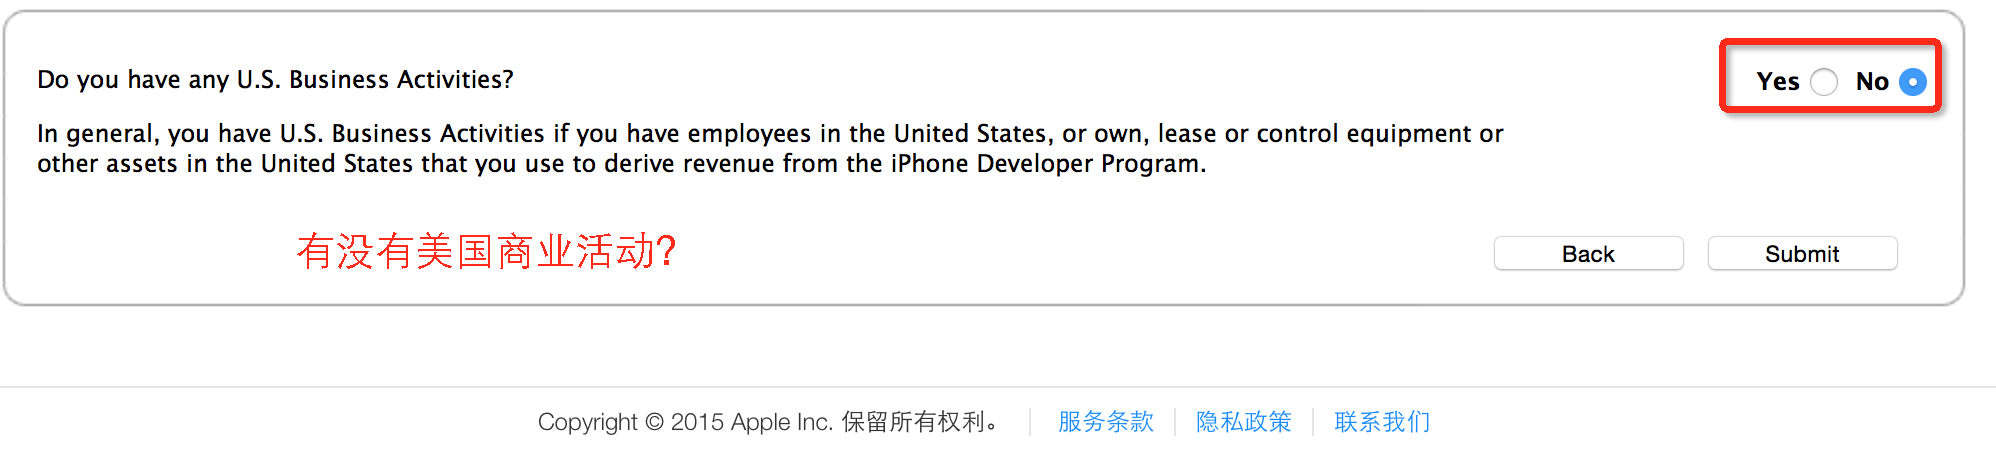 Do you have any U.S. Business Activities?
Yes No
In general, you have U.S. Business Activities if you have employees in the United States, or own, lease or control equipment or
other assets in the United States that you use to derive revenue from the iPhone Developer Program.
有没有美国商业活动?
Back Submit
Copyright © 2015 Apple Inc. 保留所有权利。 服务条款 隐私政策 联系我们